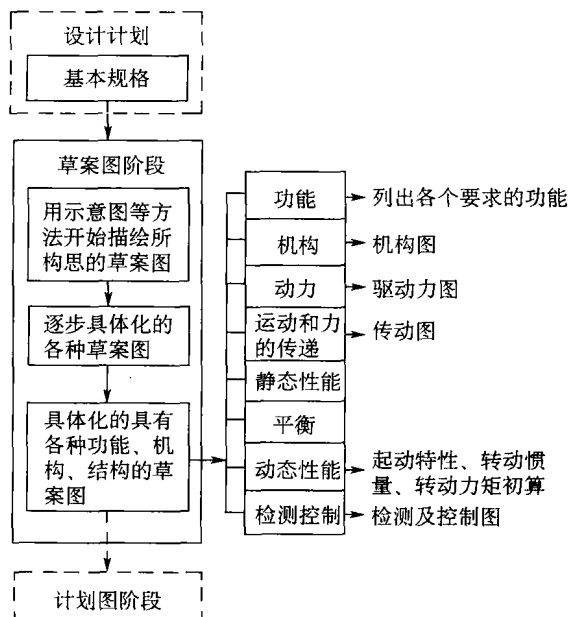 设计计划
基本规格
草案图阶段
用示意图等方
法开始描绘所
构思的草案图
逐步具体化的
各种草案图
具体化的具有
各种功能、机
构、结构的草
案图
计划图阶段
功能
列出各个要求的功能
机构
机构图
动力
驱动力图
运动和力
的传递
传动图
静态性能
平衡
动态性能
起动特性、转动惯
量、转动力矩初算
检测控制
检测及控制图